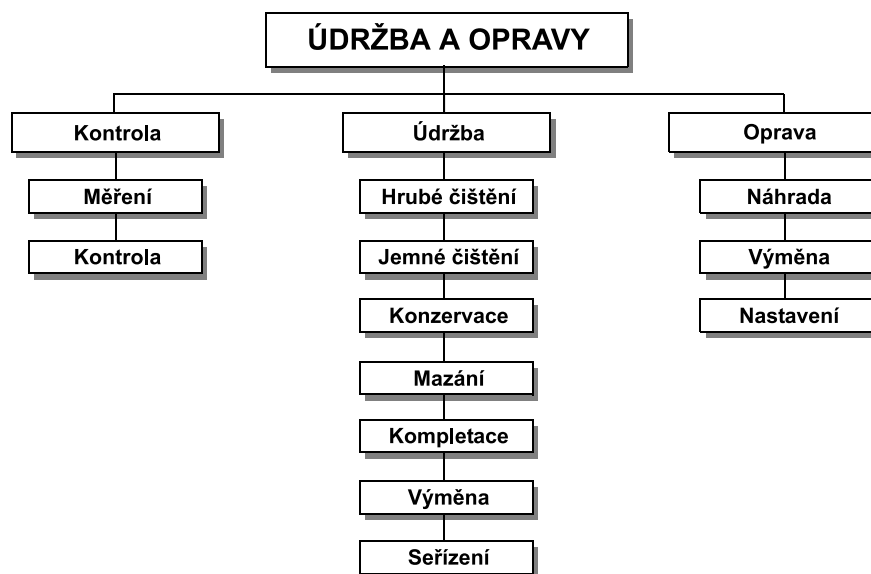 ÚDRŽBA A OPRAVY
Kontrola
Měření
Kontrola
Údržba
Hrubé čištění
Jemné čištění
Konzervace
Mazání
Kompletace
Výměna
Seřízení
Oprava
Náhrada
Výměna
Nastavení